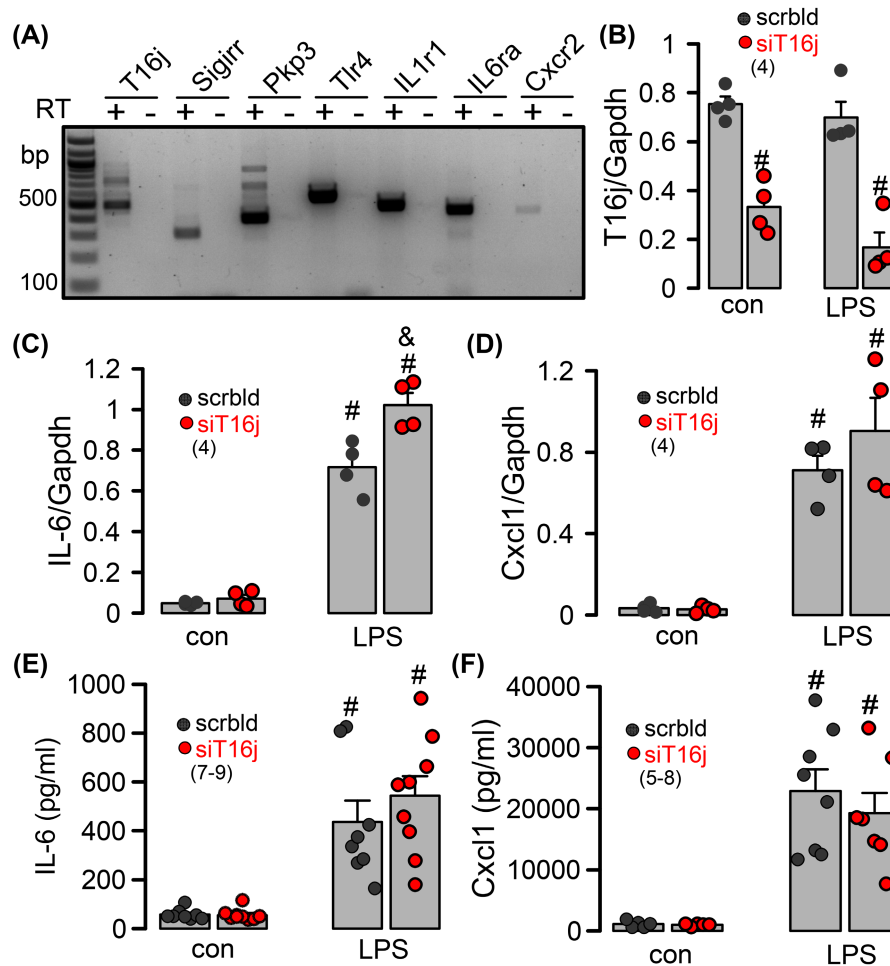 (A)
T16j Sigirr Pkp3 Tlr4 IL1r1 IL6ra Cxcr2
RT + - + - + - + - + - + - + -
bp
500
100
(B)
scrbld
siT16j
(4)
T16j/Gapdh
1
0.8
0.6
0.4
0.2
0
#
#
con
LPS
(C)
scrbld
siT16j
(4)
IL-6/Gapdh
1.2
1
0.8
0.6
0.4
0.2
0
#
&
#
con
LPS
(D)
scrbld
siT16j
(4)
Cxcl1/Gapdh
1.2
0.8
0.4
0
#
#
con
LPS
(E)
scrbld
siT16j
(7-9)
IL-6 (pg/ml)
1000
800
600
400
200
0
#
#
con
LPS
(F)
scrbld
siT16j
(5-8)
Cxcl1 (pg/ml)
40000
30000
20000
10000
0
#
#
con
LPS